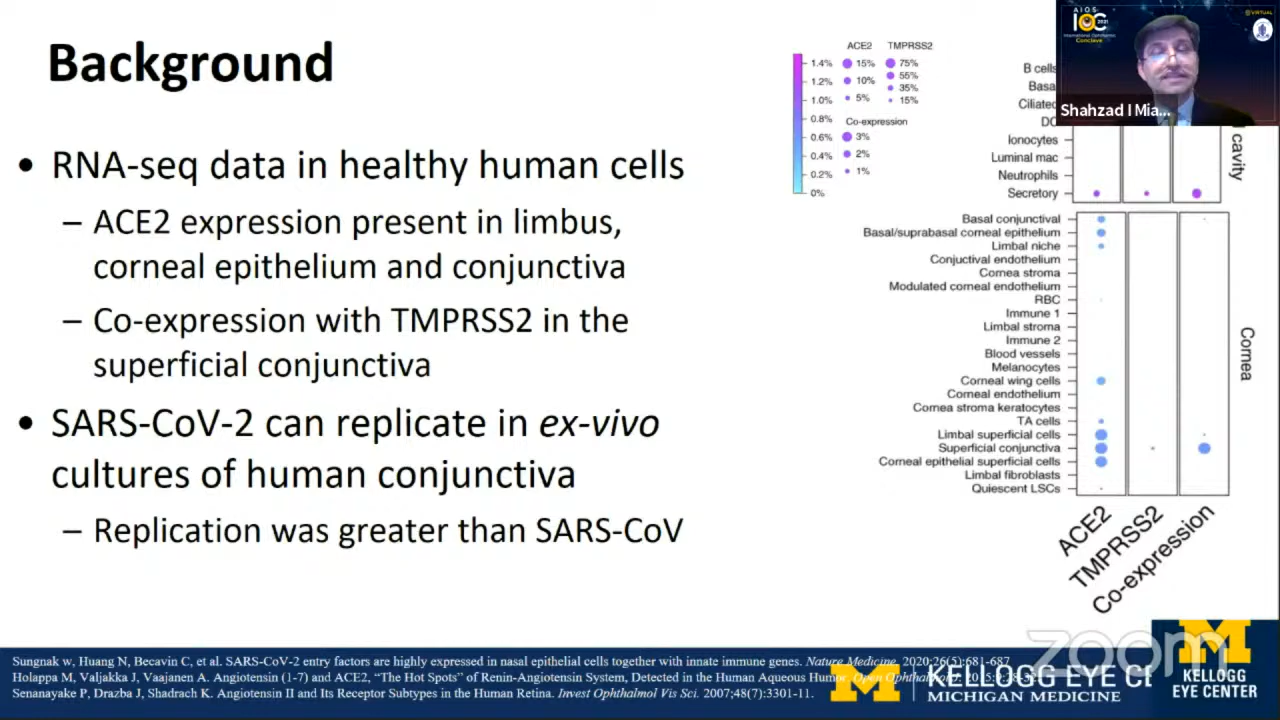 Background
• RNA-seq data in healthy human cells
– ACE2 expression present in limbus,
corneal epithelium and conjunctiva
– Co-expression with TMPRSS2 in the
superficial conjunctiva
• SARS-CoV-2 can replicate in ex-vivo
cultures of human conjunctiva
– Replication was greater than SARS-CoV
ACE2 TMPRSS2
1.4% 15% 75%
1.2% 10% 55%
35%
1.0% 5% 15%
0.8% Co-expression
0.6% 3%
0.4% 2%
0.2% 1%
0%
B cells
Basa
Ciliated
DC
Ionocytes
Luminal mac
Neutrophils
Secretory
cavity
Basal conjunctival
Basal/suprabasal corneal epithelium
Limbal niche
Conjuctival endothelium
Cornea stroma
Modulated corneal endothelium
RBC
Immune 1
Limbal stroma
Immune 2
Blood vessels
Melanocytes
Corneal wing cells
Corneal endothelium
Cornea stroma keratocytes
TA cells
Limbal superficial cells
Superficial conjunctiva
Corneal epithelial superficial cells
Limbal fibroblasts
Quiescent LSCs
Cornea
ACE2
TMPRSS2
Co-expression
AIOS
IOC
2021
International Ophthalmic
Conclave
VIRTUAL
Shahzad I Mia...
Sungnak w, Huang N, Becavin C, et al. SARS-CoV-2 entry factors are highly expressed in nasal epithelial cells together with innate immune genes. Nature Medicine. 2020;26(5):681-687
Holappa M, Valjakka J, Vaajanen A. Angiotensin (1-7) and ACE2, “The Hot Spots” of Renin-Angiotensin System, Detected in the Human Aqueous Humor. Open Ophthalmol
Senanayake P, Drazba J, Shadrach K. Angiotensin II and Its Receptor Subtypes in the Human Retina. Invest Ophthalmol Vis Sci. 2007;48(7):3301-11.
M KELLOGG EYE CE
MICHIGAN MEDICINE
zoom
M
KELLOGG
EYE CENTER